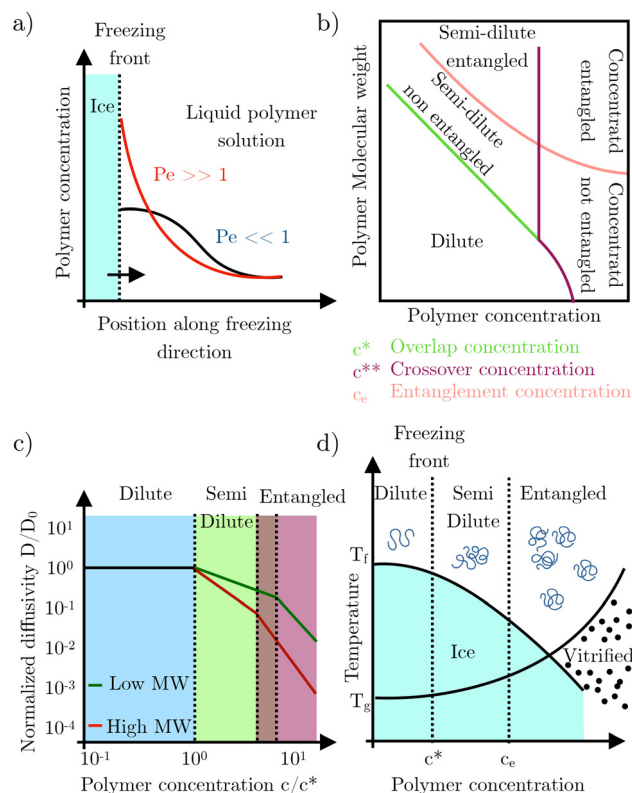 a)
Freezing
front
Ice
Liquid polymer
solution
Pe >> 1
Pe << 1
Polymer concentration
Position along freezing
direction
b)
Polymer Molecular weight
Semi-dilute
entangled
Semi-dilute
non entangled
Dilute
Concentratd
entangled
Concentratd
not entangled
Polymer concentration
c* Overlap concentration
c** Crossover concentration
cₑ Entanglement concentration
c)
Normalized diffusivity D/D₀
Dilute
Semi
Dilute
Entangled
10¹
10⁰
10⁻¹
10⁻²
10⁻³
10⁻⁴
Low MW
High MW
10⁻¹
10⁰
10¹
Polymer concentration c/c*
d)
Freezing
front
Dilute
Semi
Dilute
Entangled
T_f
Temperature
T_g
Ice
Vitrified
c*
cₑ
Polymer concentration